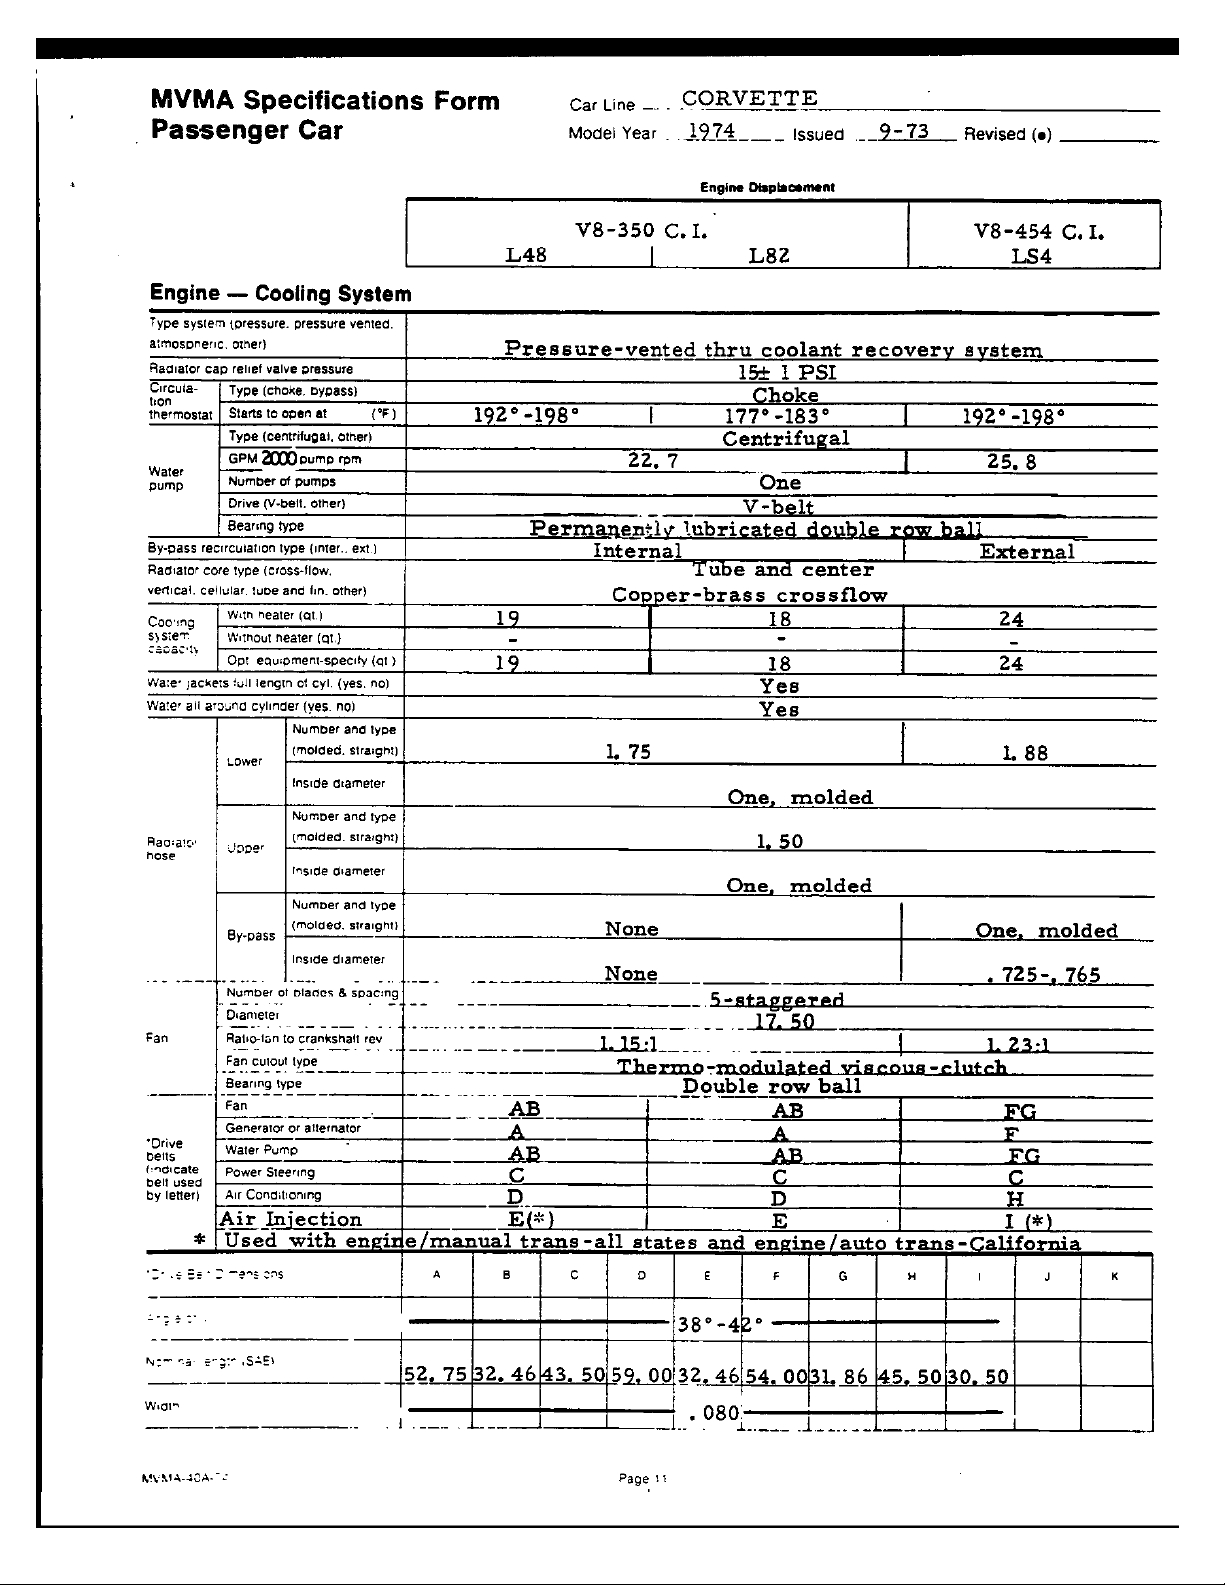 MVMA Specifications Form
Passenger Car
Car Line CORVETTE
Model Year 1974 Issued 9-73 Revised (•)
Engine Displacement
V8-350 C.I. V8-454 C.I.
L48 L82 LS4
Engine — Cooling System
Type system (pressure, pressure vented,
atmospheric, other) Pressure-vented thru coolant recovery system
Radiator cap relief valve pressure 15± 1 PSI
Circula-
tion
thermostat
Type (choke, bypass) Choke
Starts to open at (°F) 192°-198° 177°-183° 192°-198°
Water
pump
Type (centrifugal, other) Centrifugal
GPM 2000 pump rpm 22.7 25.8
Number of pumps One
Drive (V-belt, other) V-belt
Bearing type Permanently lubricated double row ball
By-pass recirculation type (inter., ext.) Internal External
Radiator core type (cross-flow, Tube and center
vertical, cellular, tube and fin, other) Copper-brass crossflow
Cooling
system
capacity
With heater (qt.) 19 18 24
Without heater (qt.) - - -
Opt. equipment-specify (qt.) 19 18 24
Water jackets full length of cyl. (yes, no) Yes
Water all around cylinder (yes, no) Yes
Radiator
hose
Lower
Number and type
(molded, straight) 1.75 1.88
Inside diameter
One, molded
Upper
Number and type
(molded, straight) 1.50
Inside diameter
One, molded
By-pass
Number and type
(molded, straight) None One, molded
Inside diameter
None .725-.765
Fan
Number of blades & spacing 5-staggered
Diameter 17.50
Ratio-fan to crankshaft rev 1.15:1 1.23:1
Fan cutout type Thermo-modulated viscous-clutch
Bearing type Double row ball
*Drive
belts
(indicate
belt used
by letter)
Fan AB AB FG
Generator or alternator A A F
Water Pump AB AB FG
Power Steering C C C
Air Conditioning D D H
Air Injection E(*) E I (*)
* Used with engine/manual trans-all states and engine/auto trans-California
*Drive Belt Dimensions A B C D E F G H I J K
38°-42°
Nominal length (SAE) 52.75 32.46 43.50 59.00 32.46 54.00 31.86 45.50 30.50
Width .080
Page 11